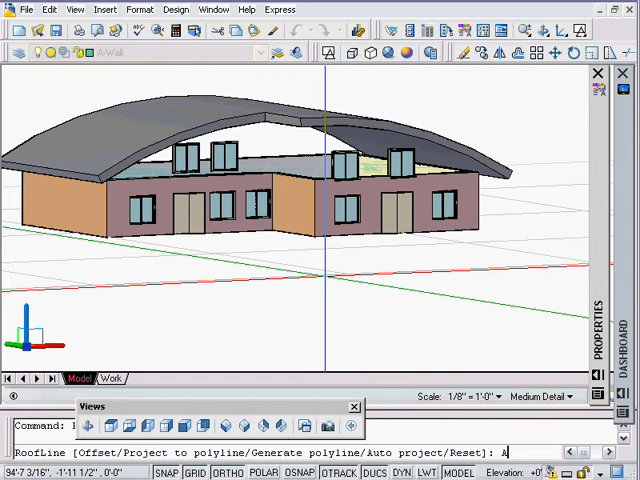 File Edit View Insert Format Design Window Help Express
A-Wall
PROPERTIES
DASHBOARD
Model Work
Scale: 1/8" = 1'-0" Medium Detail
Views
Command:
RoofLine [Offset/Project to polyline/Generate polyline/Auto project/Reset]: A
94'-7 3/16", -1'-11 1/2", 0'-0" SNAP GRID ORTHO POLAR OSNAP OTRACK DUCS DYN LWT MODEL Elevation: +0